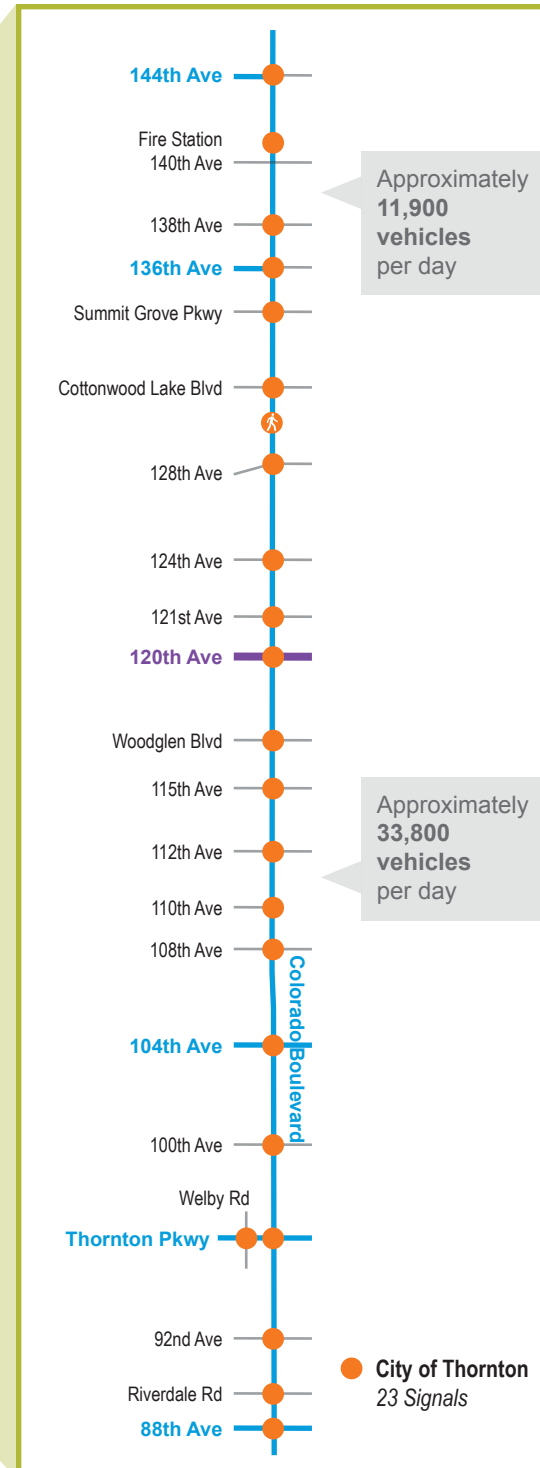 144th Ave
Fire Station
140th Ave
Approximately
11,900
vehicles
per day
138th Ave
136th Ave
Summit Grove Pkwy
Cottonwood Lake Blvd
128th Ave
124th Ave
121st Ave
120th Ave
Woodglen Blvd
115th Ave
Approximately
33,800
vehicles
per day
112th Ave
110th Ave
108th Ave
Colorado Boulevard
104th Ave
100th Ave
Welby Rd
Thornton Pkwy
92nd Ave
Riverdale Rd
88th Ave
City of Thornton
23 Signals